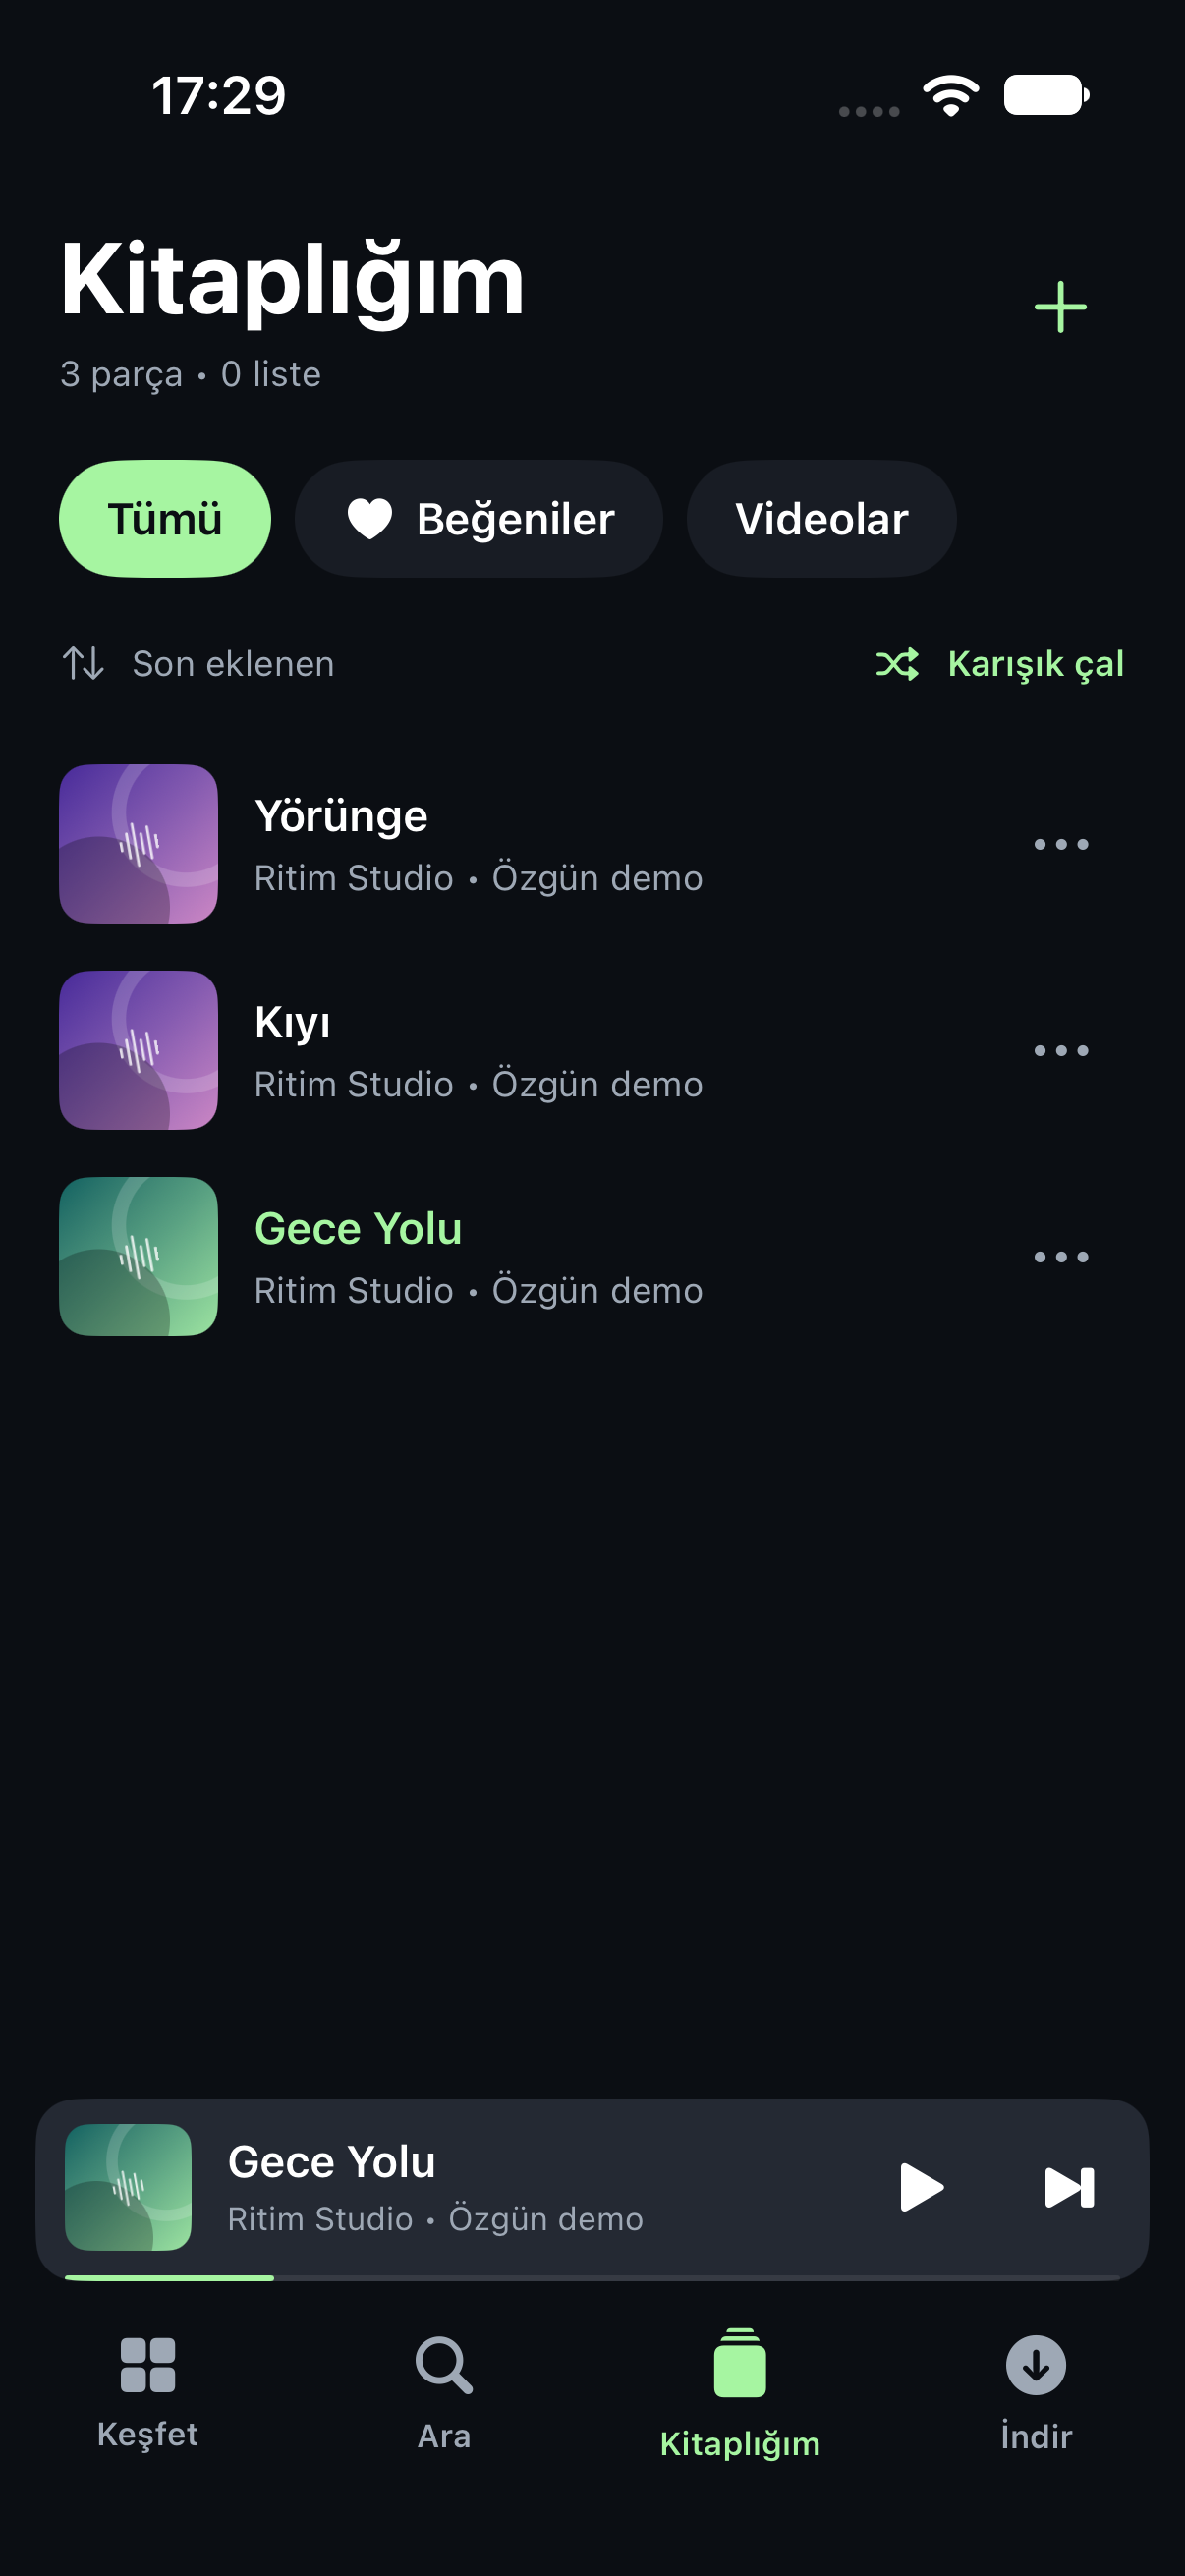 17:29
Kitaplığım
3 parça • 0 liste
Tümü
Beğeniler
Videolar
Son eklenen
Karışık çal
Yörünge
Ritim Studio • Özgün demo
Kıyı
Ritim Studio • Özgün demo
Gece Yolu
Ritim Studio • Özgün demo
Gece Yolu
Ritim Studio • Özgün demo
Keşfet
Ara
Kitaplığım
İndir